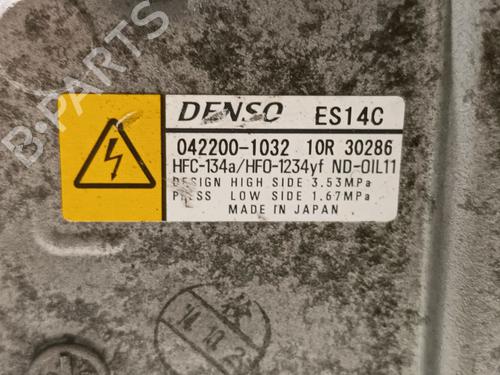 B-PARTS
DENSO ES14C
042200-1032 10R 30286
HFC-134a/HFO-1234yf ND-OIL11
DESIGN HIGH SIDE 3.53MPa
PRESS LOW SIDE 1.67MPa
MADE IN JAPAN